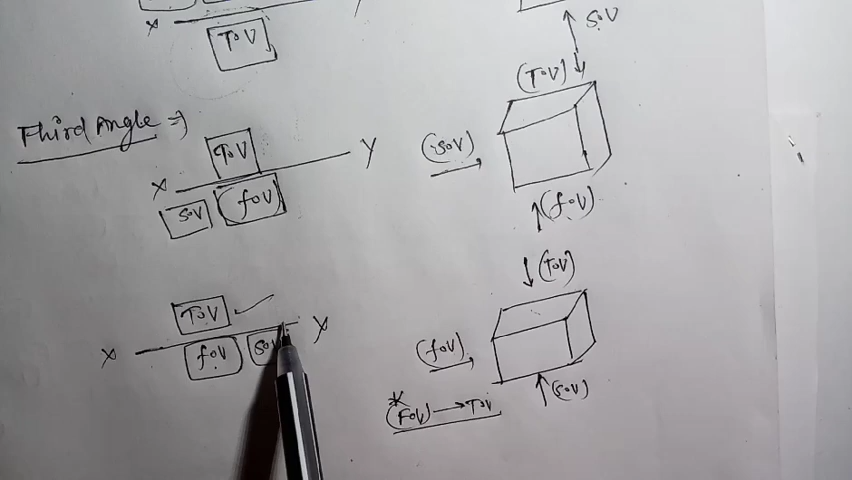 X
T.V
S.V
(T.V)
Third Angle ⇒
T.V
X Y
S.V (f.V)
(S.V)
(f.V)
T.V
X Y
f.V S.V
(T.V)
(f.V)
(F.V) → T.V
(S.V)